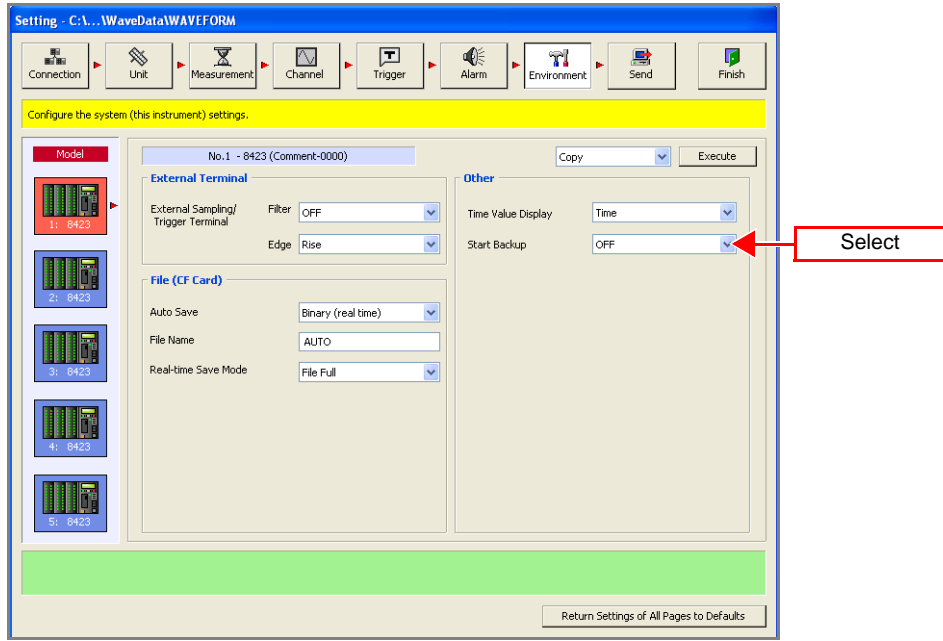 Setting - C:\...\WaveData\WAVEFORM
Connection Unit Measurement Channel Trigger Alarm Environment Send Finish
Configure the system (this instrument) settings.
Model
No.1 - 8423 (Comment-0000)
Copy
Execute
External Terminal
External Sampling/
Trigger Terminal
Filter
OFF
Edge
Rise
Other
Time Value Display
Time
Start Backup
OFF
Select
File (CF Card)
Auto Save
Binary (real time)
File Name
AUTO
Real-time Save Mode
File Full
1: 8423
2: 8423
3: 8423
4: 8423
5: 8423
Return Settings of All Pages to Defaults